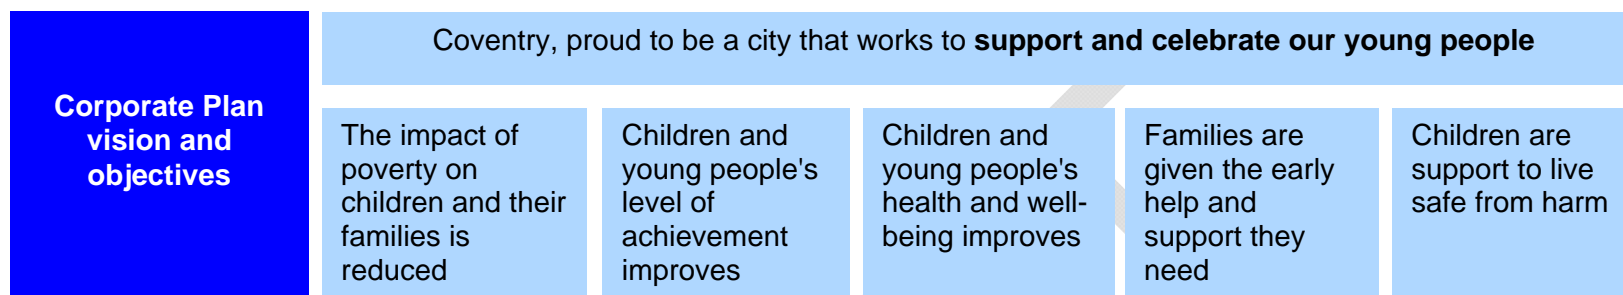 Corporate Plan
vision and
objectives
Coventry, proud to be a city that works to support and celebrate our young people
The impact of
poverty on
children and their
families is
reduced
Children and
young people's
level of
achievement
improves
Children and
young people's
health and well-
being improves
Families are
given the early
help and
support they
need
Children are
support to live
safe from harm